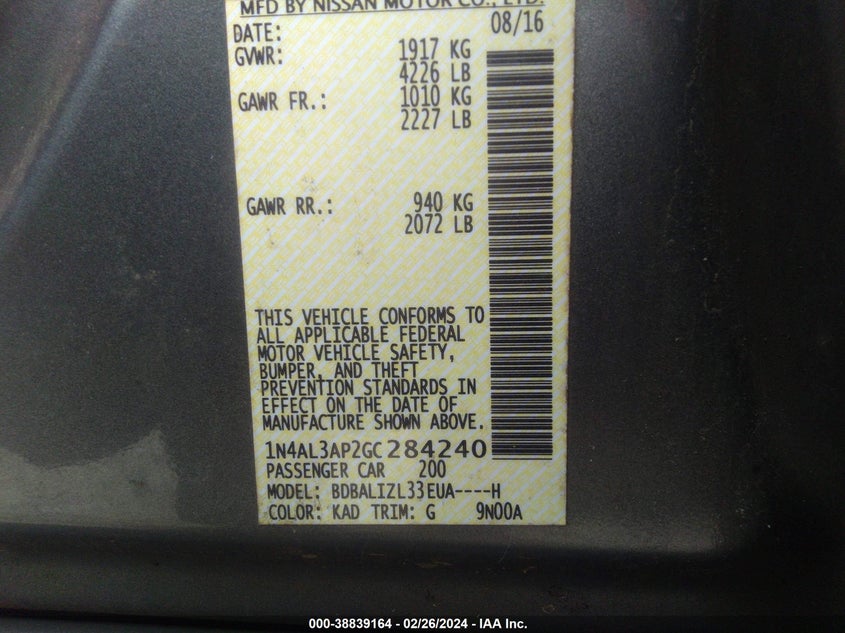 MFD BY NISSAN MOTOR CO., LTD.
DATE: 08/16
GVWR: 1917 KG
4226 LB
GAWR FR.: 1010 KG
2227 LB
GAWR RR.: 940 KG
2072 LB
THIS VEHICLE CONFORMS TO
ALL APPLICABLE FEDERAL
MOTOR VEHICLE SAFETY,
BUMPER, AND THEFT
PREVENTION STANDARDS IN
EFFECT ON THE DATE OF
MANUFACTURE SHOWN ABOVE.
1N4AL3AP2GC284240
PASSENGER CAR 200
MODEL: BDBALIZL33EUA----H
COLOR: KAD TRIM: G 9N00A
000-38839164 - 02/26/2024 - IAA Inc.